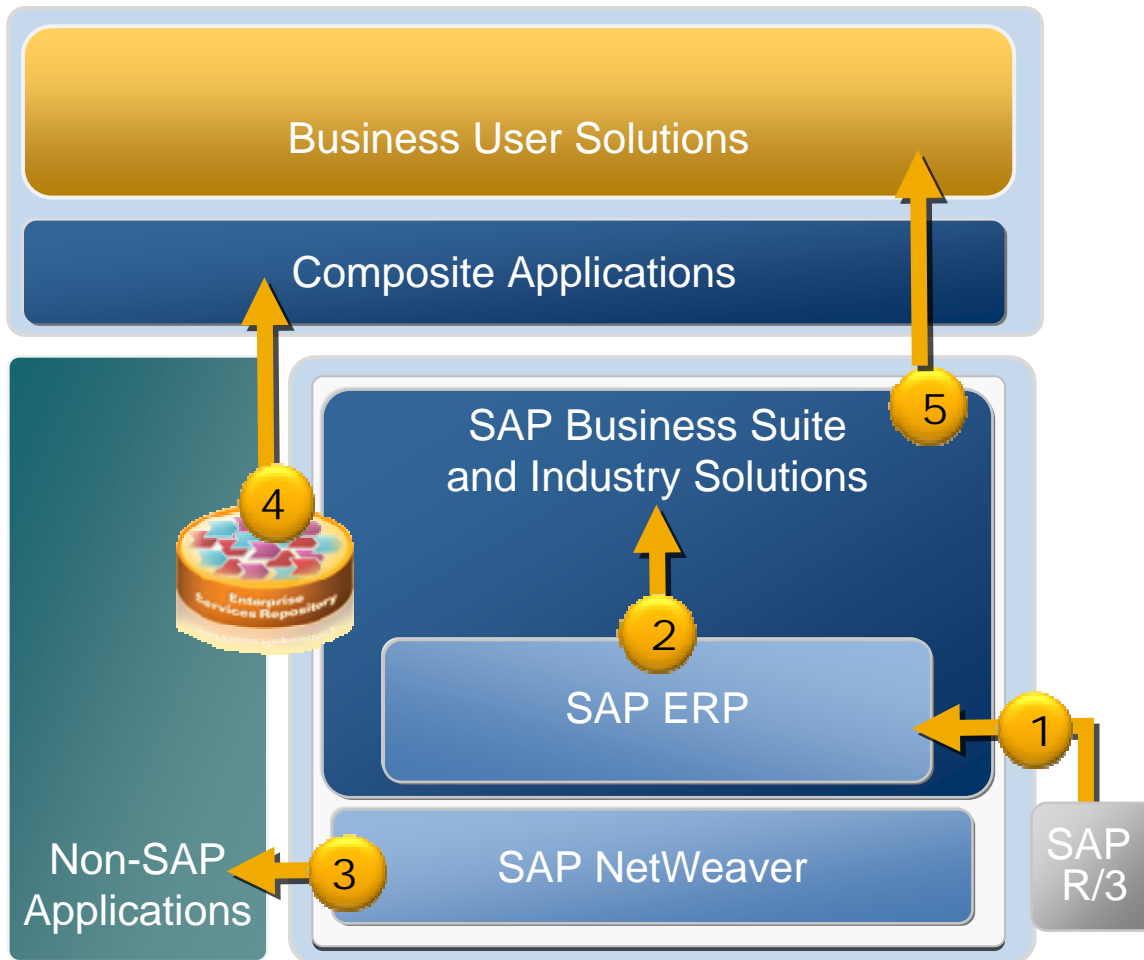 Business User Solutions
Composite Applications
5
SAP Business Suite
and Industry Solutions
4
Enterprise
Services Repository
2
SAP ERP
1
SAP
R/3
3
SAP NetWeaver
Non-SAP
Applications